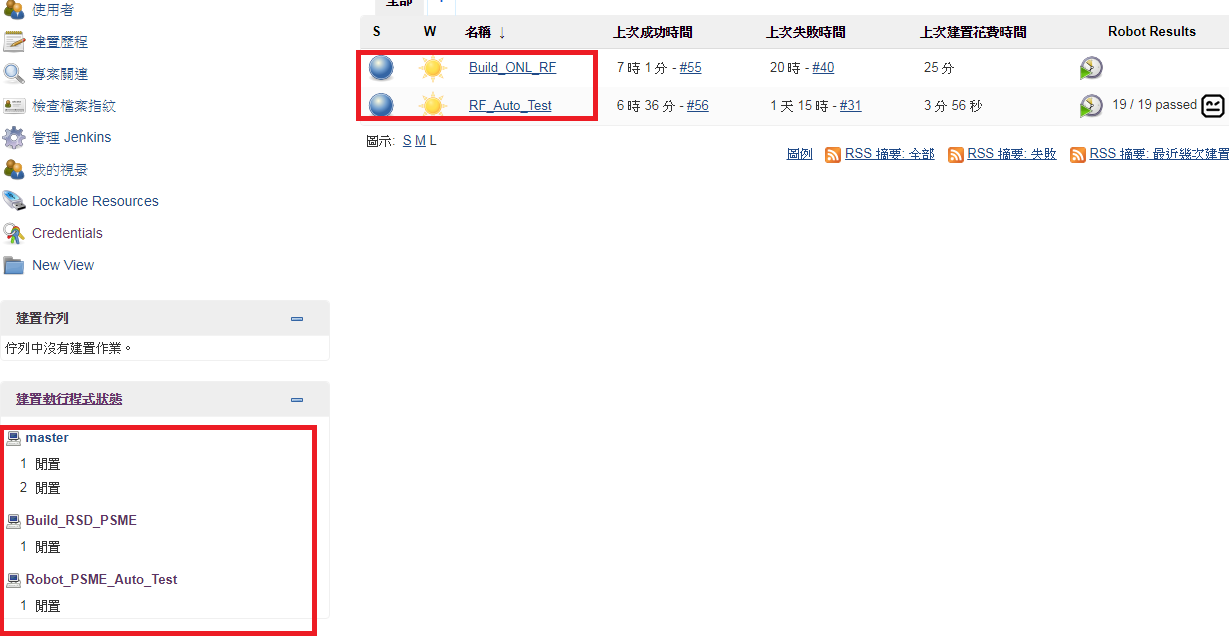 使用者
建置歷程
專案關連
檢查檔案指紋
管理 Jenkins
我的視景
Lockable Resources
Credentials
New View
建置佇列
佇列中沒有建置作業。
建置執行程式狀態
master
1 閒置
2 閒置
Build_RSD_PSME
1 閒置
Robot_PSME_Auto_Test
1 閒置
全部
S W 名稱 ↓ 上次成功時間 上次失敗時間 上次建置花費時間 Robot Results
Build_ONL_RF 7 時 1 分 - #55 20 時 - #40 25 分
RF_Auto_Test 6 時 36 分 - #56 1 天 15 時 - #31 3 分 56 秒 19 / 19 passed
圖示: S M L
圖例 RSS 摘要: 全部 RSS 摘要: 失敗 RSS 摘要: 最近幾次建置